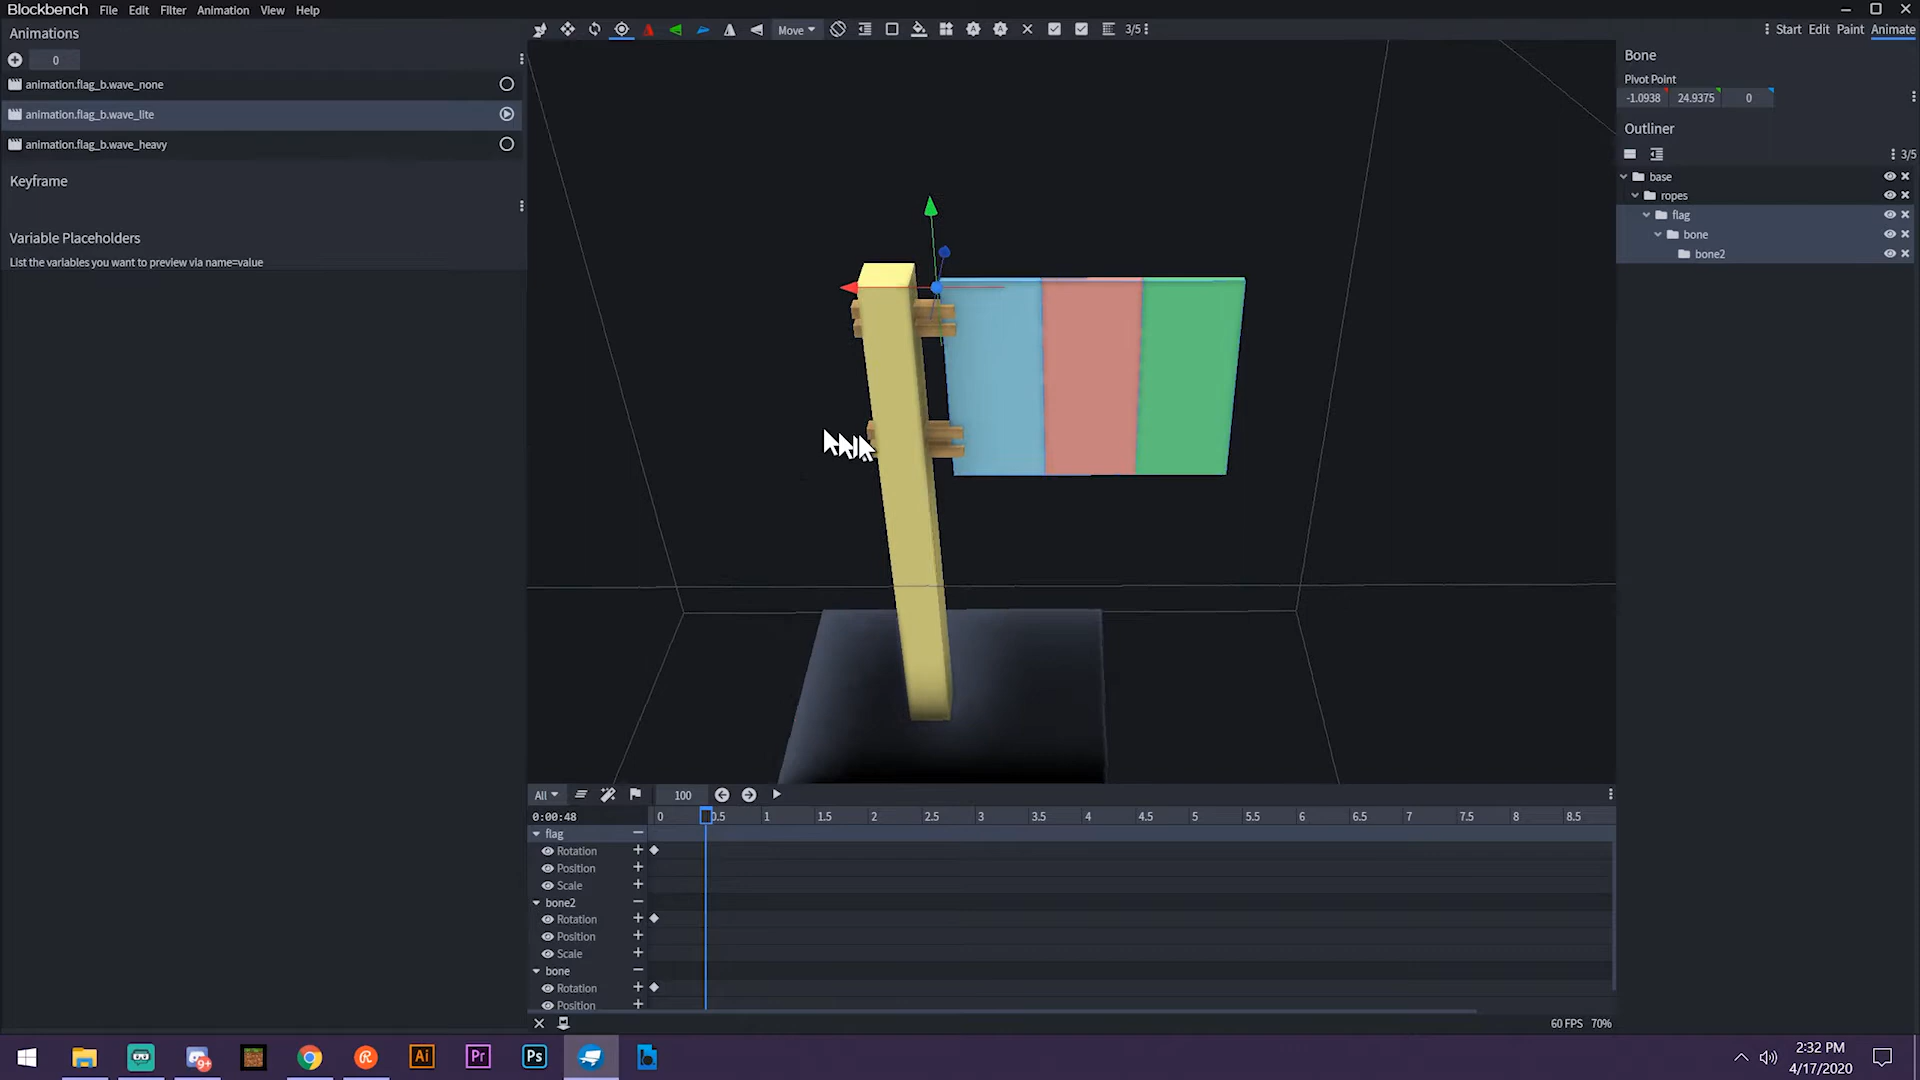 Blockbench File Edit Filter Animation View Help
Animations
0
animation.flag_b.wave_none
animation.flag_b.wave_lite
animation.flag_b.wave_heavy
Keyframe
Variable Placeholders
List the variables you want to preview via name=value
Move 3/5
Start Edit Paint Animate
Bone
Pivot Point
-1.0938 24.9375 0
Outliner
3/5
base
ropes
flag
bone
bone2
All 100
0:00:48 0 0.5 1 1.5 2 2.5 3 3.5 4 4.5 5 5.5 6 6.5 7 7.5 8 8.5
flag
Rotation
Position
Scale
bone2
Rotation
Position
Scale
bone
Rotation
Position
60 FPS 70%
9+ Ai Pr Ps
2:32 PM
4/17/2020